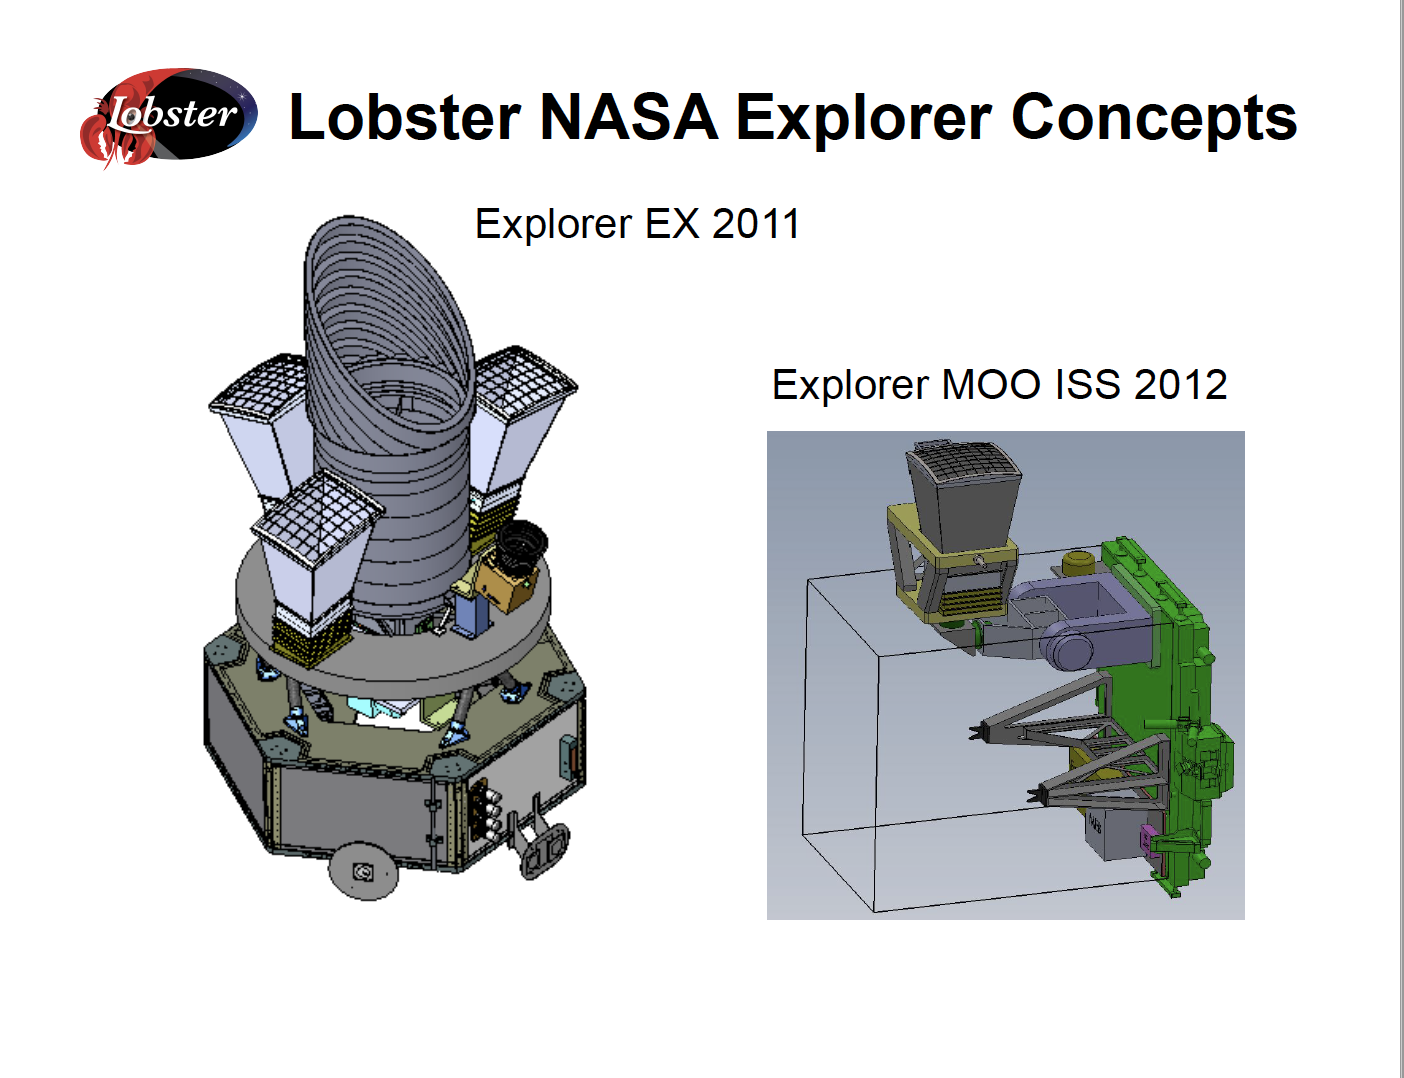 Lobster
Lobster NASA Explorer Concepts
Explorer EX 2011
Explorer MOO ISS 2012